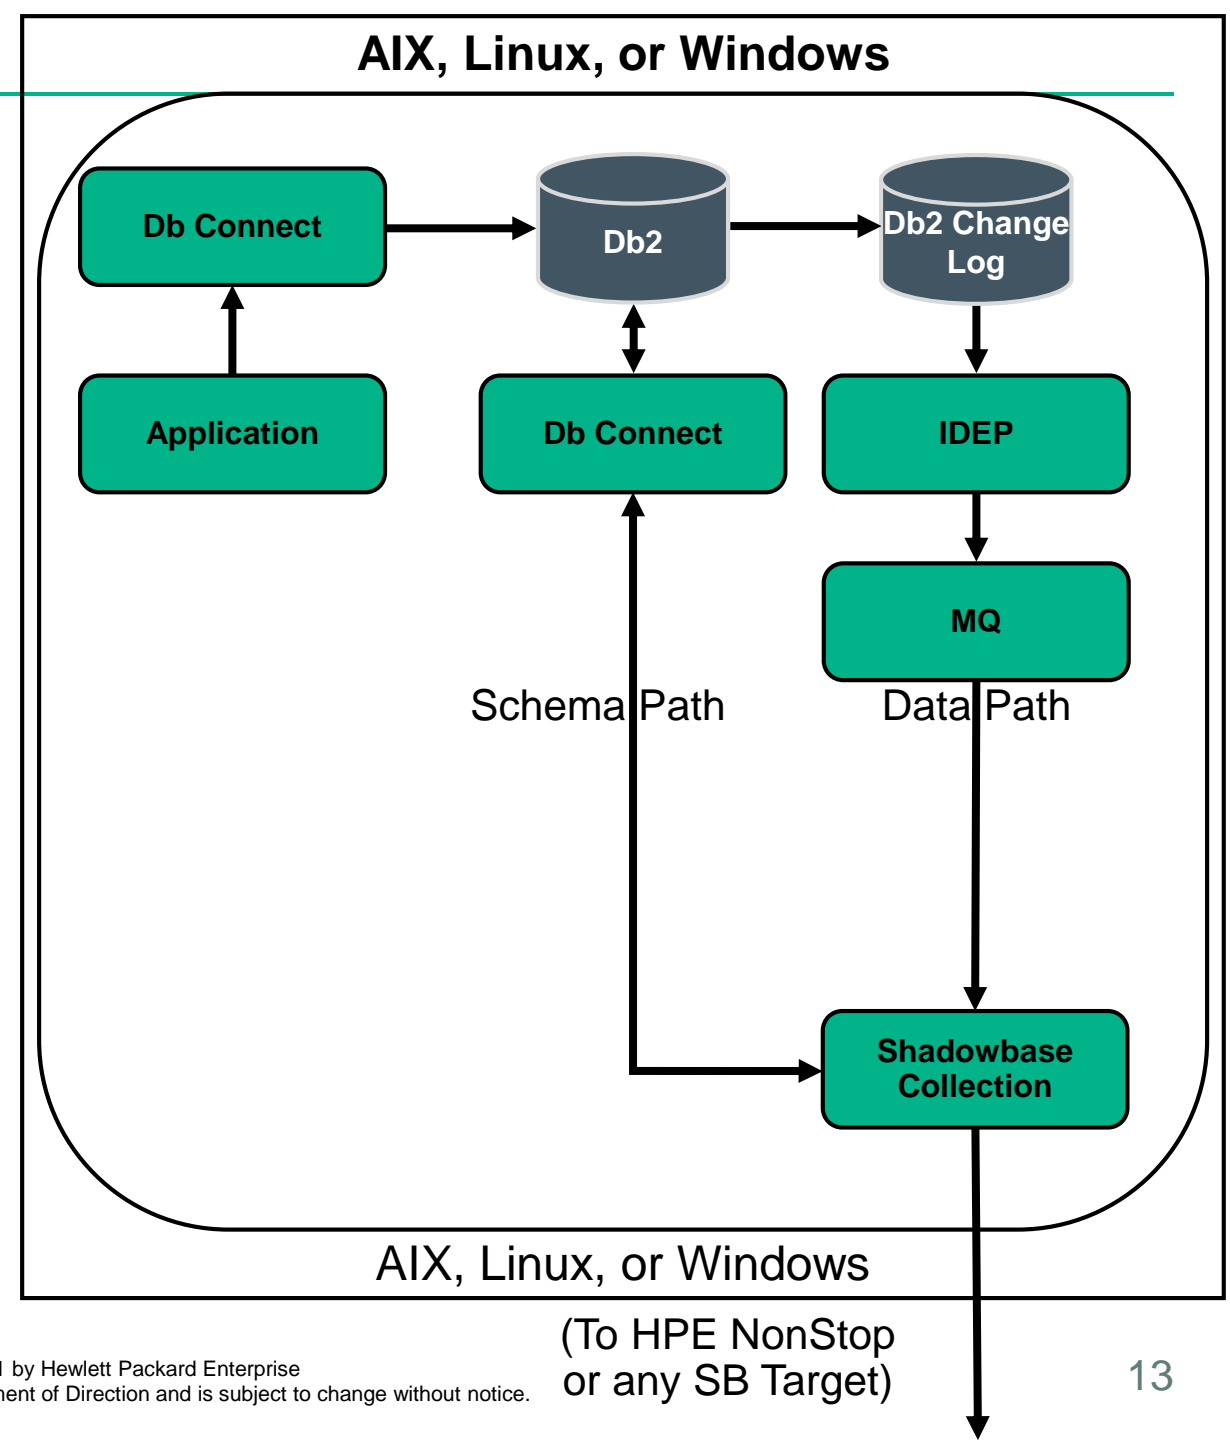 AIX, Linux, or Windows
Db Connect
Db2
Db2 Change
Log
Application
Db Connect
IDEP
MQ
Schema Path
Data Path
Shadowbase
Collection
AIX, Linux, or Windows
(To HPE NonStop
or any SB Target)
by Hewlett Packard Enterprise
of Direction and is subject to change without notice.
13